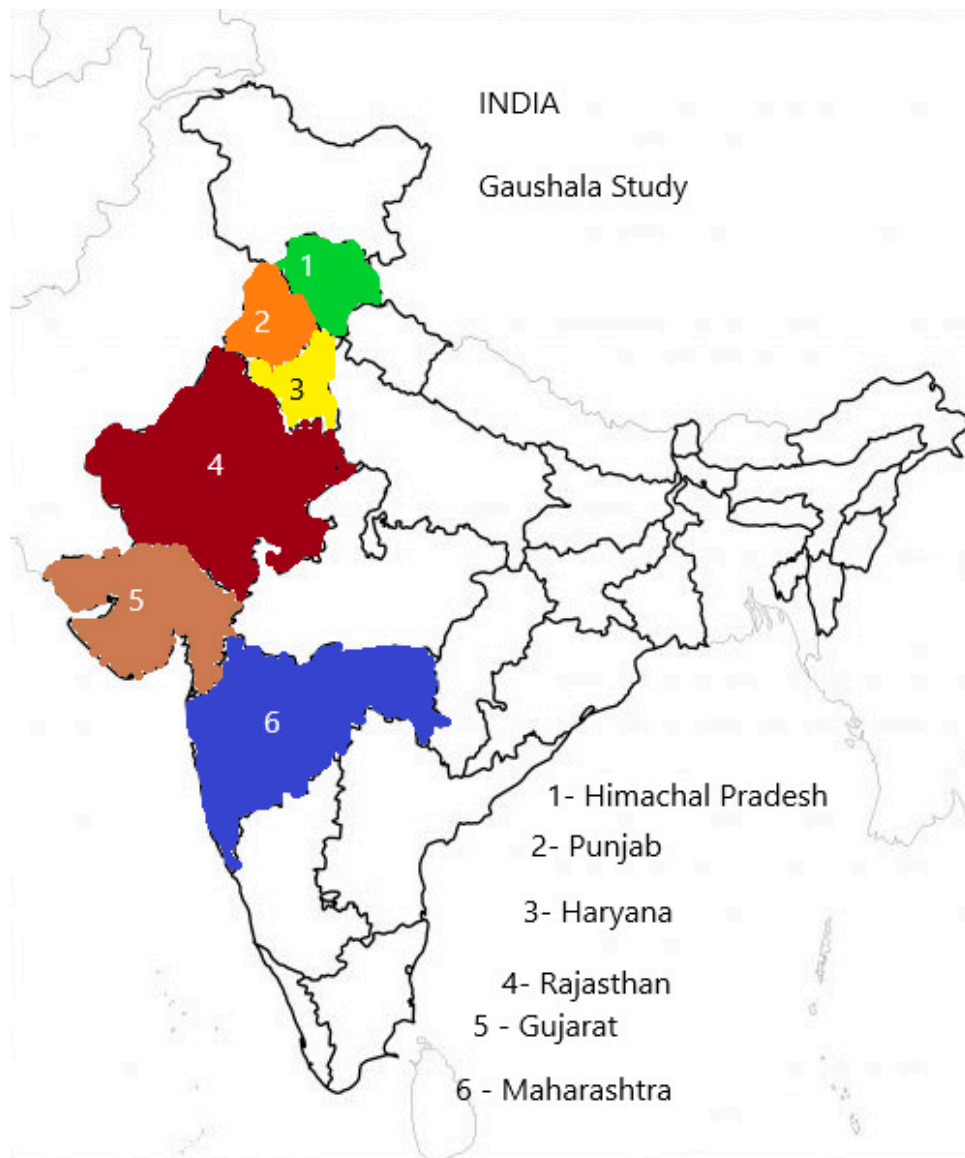 INDIA
Gaushala Study
1
2
3
4
5
6
1- Himachal Pradesh
2- Punjab
3- Haryana
4- Rajasthan
5 - Gujarat
6 - Maharashtra